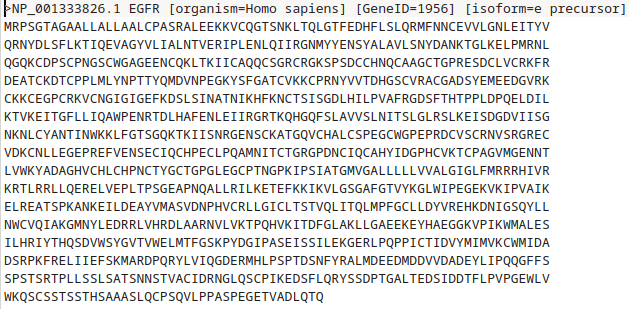 >NP_001333826.1 EGFR [organism=Homo sapiens] [GeneID=1956] [isoform=e precursor]
MRPSGTAGAALLALLAALCPASRALEEKKVCQGTSNKLTQLGTFEDHFLSLQRMFNNCEVVLGNLEITYV
QRNYDLSFLKTIQEVAGYVLIALNTVERIPLENLQIIRGNMYYENSYALAVLSNYDANKTGLKELPMRNL
QGQKCDPSCPNGSCWGAGEENCQKLTKIICAQQCSGRCRGKSPSDCCHNQCAAGCTGPRESDCLVCRKFR
DEATCKDTCPPLMLYNPTTYQMDVNPEGKYSFGATCVKKCPRNYVVTDHGSCVRACGADSYEMEEDGVRK
CKKCEGPCRKVCNGIGIGEFKDSLSINATNIKHFKNCTSISGDLHILPVAFRGDSFTHTPPLDPQELDIL
KTVKEITGFLLIQAWPENRTDLHAFENLEIIRGRTKQHGQFSLAVVSLNITSLGLRSLKEISDGDVIISG
NKNLCYANTINWKKLFGTSGQKTKIISNRGENSCKATGQVCHALCSPEGCWGPEPRDCVSCRNVSRGREC
VDKCNLLEGEPREFVENSECIQCHPECLPQAMNITCTGRGPDNCIQCAHYIDGPHCVKTCPAGVMGENNT
LVWKYADAGHVCHLCHPNCTYGCTGPGLEGCPTNGPKIPSIATGMVGALLLLLVVALGIGLFMRRRHIVR
KRTLRRLLQERELVEPLTPSGEAPNQALLRILKETEFKKIKVLGSGAFGTVYKGLWIPEGEKVKIPVAIK
ELREATSPKANKEILDEAYVMASVDNPHVCRLLGICLTSTVQLITQLMPFGCLLDYVREHKDNIGSQYLL
NWCVQIAKGMNYLEDRRLVHRDLAARNVLVKTPQHVKITDFGLAKLLGAEEKEYHAEGGKVPIKWMALES
ILHRIYTHQSDVWSYGVTVWELMTFGSKPYDGIPASEISSILEKGERLPQPPICTIDVYMIMVKCWMIDA
DSRPKFRELIIEFSKMARDPQRYLVIQGDERMHLPSPTDSNFYRALMDEEDMDDVVDADEYLIPQQGFFS
SPSTSRTPLLSSLSATSNNSTVACIDRNGLQSCPIKEDSFLQRYSSDPTGALTEDSIDDTFLPVPGEWLV
WKQSCSSTSSTHSAAASLQCPSQVLPPASPEGETVADLQTQ